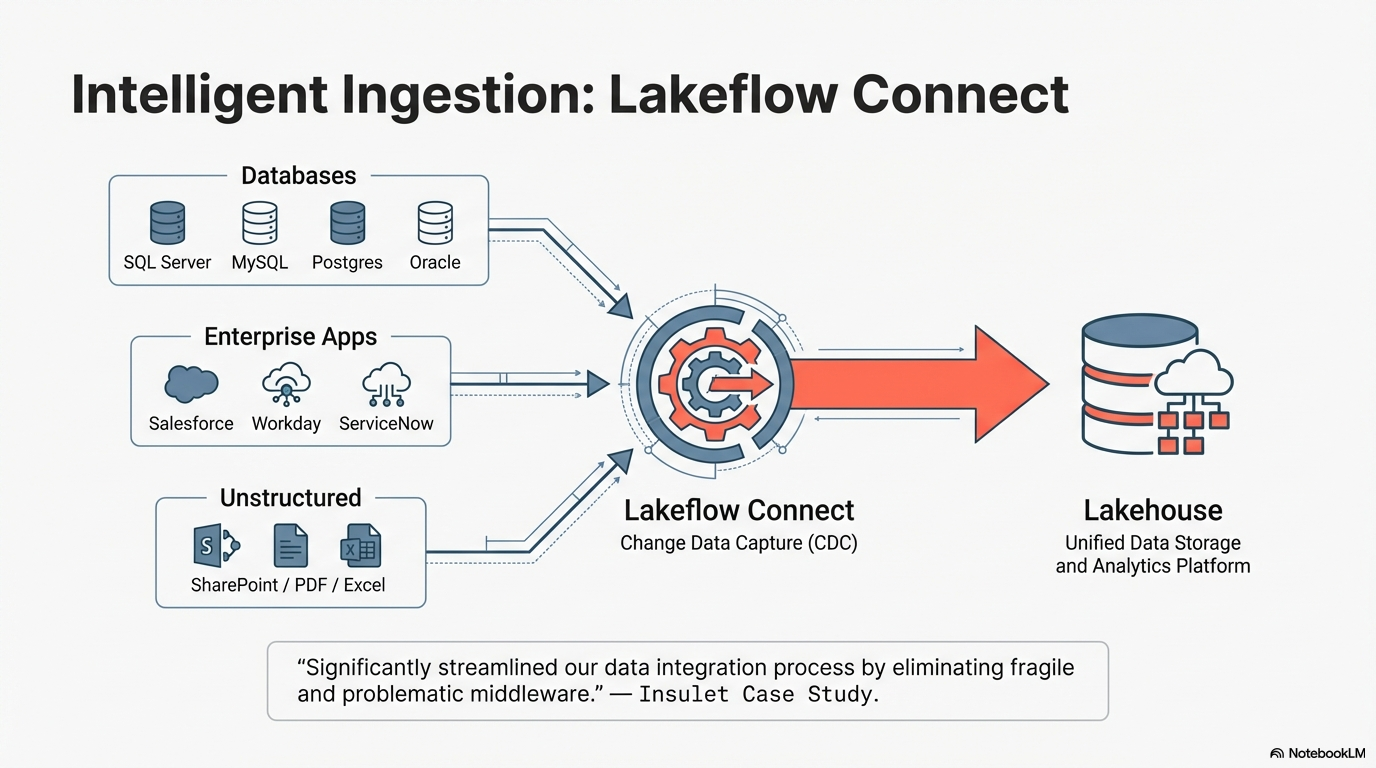 Intelligent Ingestion: Lakeflow Connect
Databases
SQL Server
MySQL
Postgres
Oracle
Enterprise Apps
Salesforce
Workday
ServiceNow
Unstructured
S
X
SharePoint / PDF / Excel
Lakeflow Connect
Change Data Capture (CDC)
Lakehouse
Unified Data Storage
and Analytics Platform
“Significantly streamlined our data integration process by eliminating fragile
and problematic middleware.” — Insulet Case Study.
NotebookLM